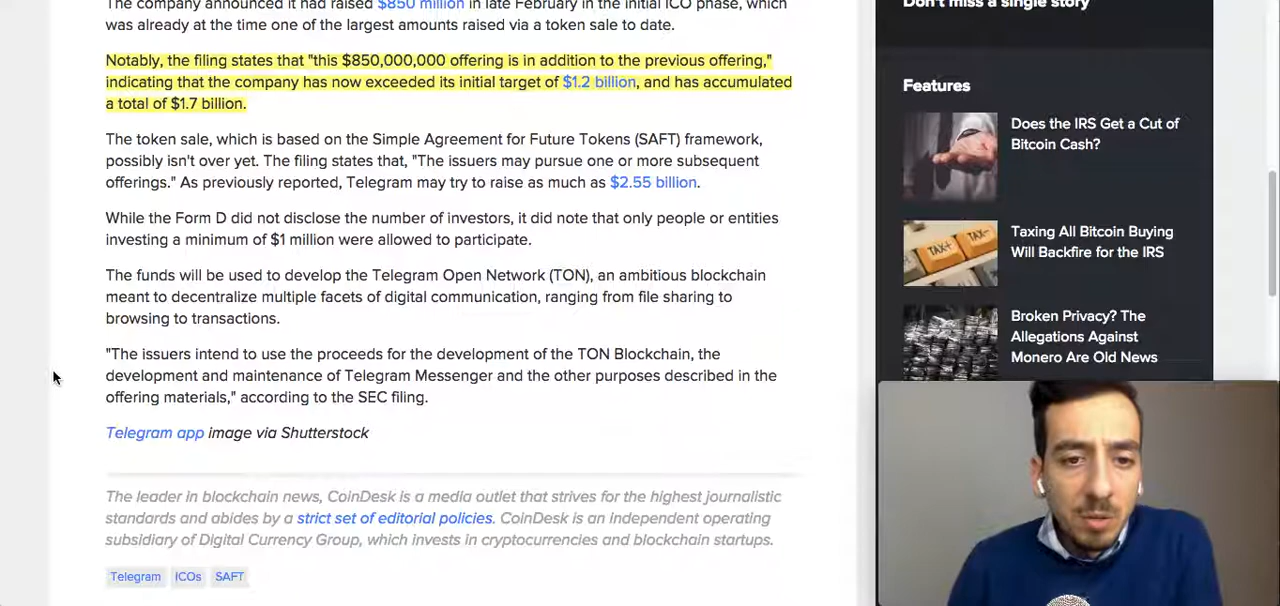 The company announced it had raised $850 million in late February in the initial ICO phase, which
was already at the time one of the largest amounts raised via a token sale to date.
Notably, the filing states that "this $850,000,000 offering is in addition to the previous offering,"
indicating that the company has now exceeded its initial target of $1.2 billion, and has accumulated
a total of $1.7 billion.
The token sale, which is based on the Simple Agreement for Future Tokens (SAFT) framework,
possibly isn't over yet. The filing states that, "The issuers may pursue one or more subsequent
offerings." As previously reported, Telegram may try to raise as much as $2.55 billion.
While the Form D did not disclose the number of investors, it did note that only people or entities
investing a minimum of $1 million were allowed to participate.
The funds will be used to develop the Telegram Open Network (TON), an ambitious blockchain
meant to decentralize multiple facets of digital communication, ranging from file sharing to
browsing to transactions.
"The issuers intend to use the proceeds for the development of the TON Blockchain, the
development and maintenance of Telegram Messenger and the other purposes described in the
offering materials," according to the SEC filing.
Telegram app image via Shutterstock
The leader in blockchain news, CoinDesk is a media outlet that strives for the highest journalistic
standards and abides by a strict set of editorial policies. CoinDesk is an independent operating
subsidiary of Digital Currency Group, which invests in cryptocurrencies and blockchain startups.
Telegram ICOs SAFT
Don't miss a single story
Features
Does the IRS Get a Cut of
Bitcoin Cash?
TAX+ TAX-
Taxing All Bitcoin Buying
Will Backfire for the IRS
Broken Privacy? The
Allegations Against
Monero Are Old News